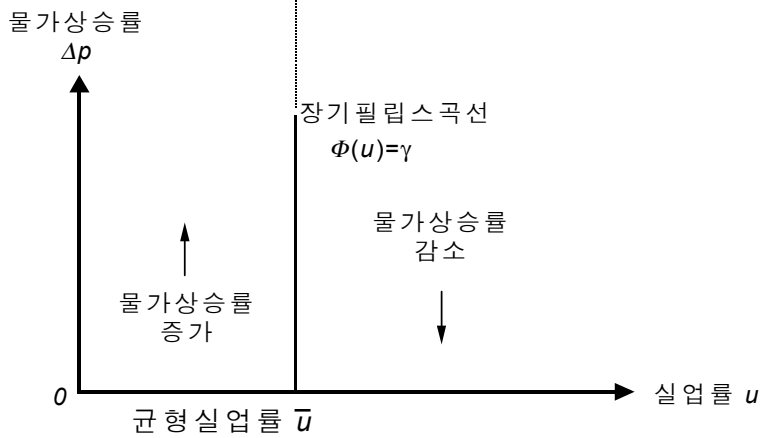 물가상승률
Δp
장기필립스곡선
Φ(u)=γ
물가상승률
감소
물가상승률
증가
0
실업률 u
균형실업률 u̅